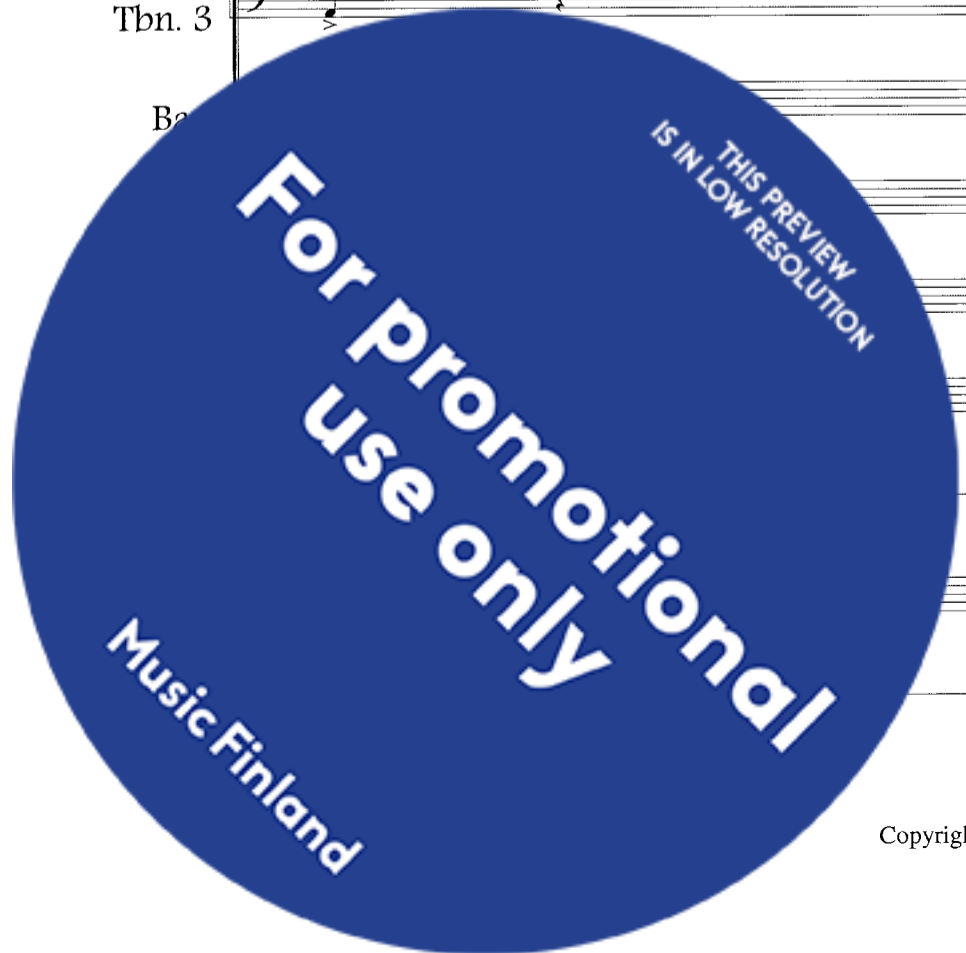 Tbn. 3
THIS PREVIEW
IS IN LOW RESOLUTION
For promotional
use only
Music Finland